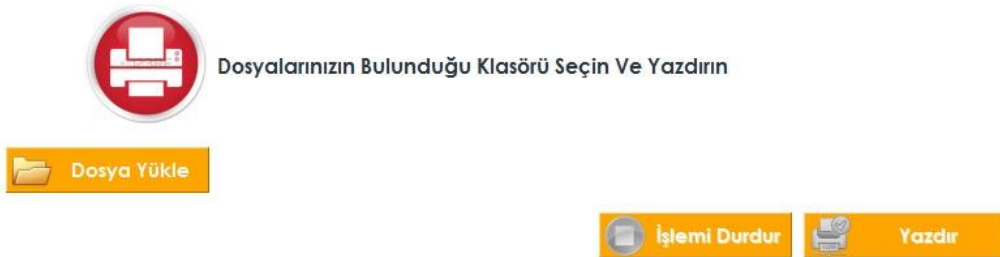 Dosyalarınızın Bulunduğu Klasörü Seçin Ve Yazdırın
Dosya Yükle
İşlemi Durdur
Yazdır